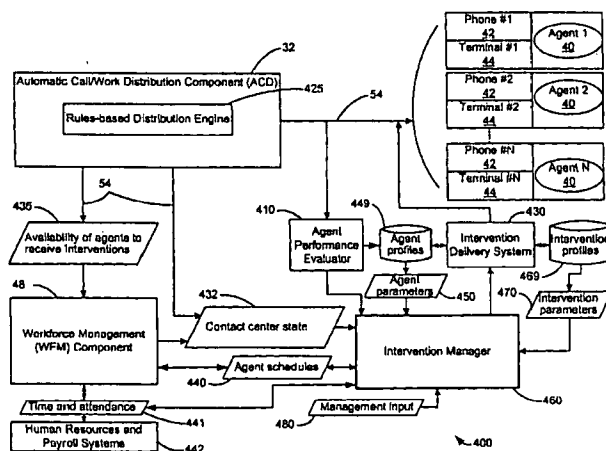 32
Automatic Call/Work Distribution Component (ACD)
425
Rules-based Distribution Engine
54
Phone #1
42
Terminal #1
44
Agent 1
40
Phone #2
42
Terminal #2
44
Agent 2
40
Phone #N
42
Terminal #N
44
Agent N
40
54
435
Availability of agents to
receive Interventions
410
Agent
Performance
Evaluator
449
Agent
profiles
430
Intervention
Delivery System
Intervention
profiles
469
Agent
parameters
450
470
Intervention
parameters
48
Workforce Management
(WFM) Component
432
Contact center state
Agent schedules
440
Intervention Manager
460
Time and attendance
441
Management Input
480
Human Resources and
Payroll Systems
442
400